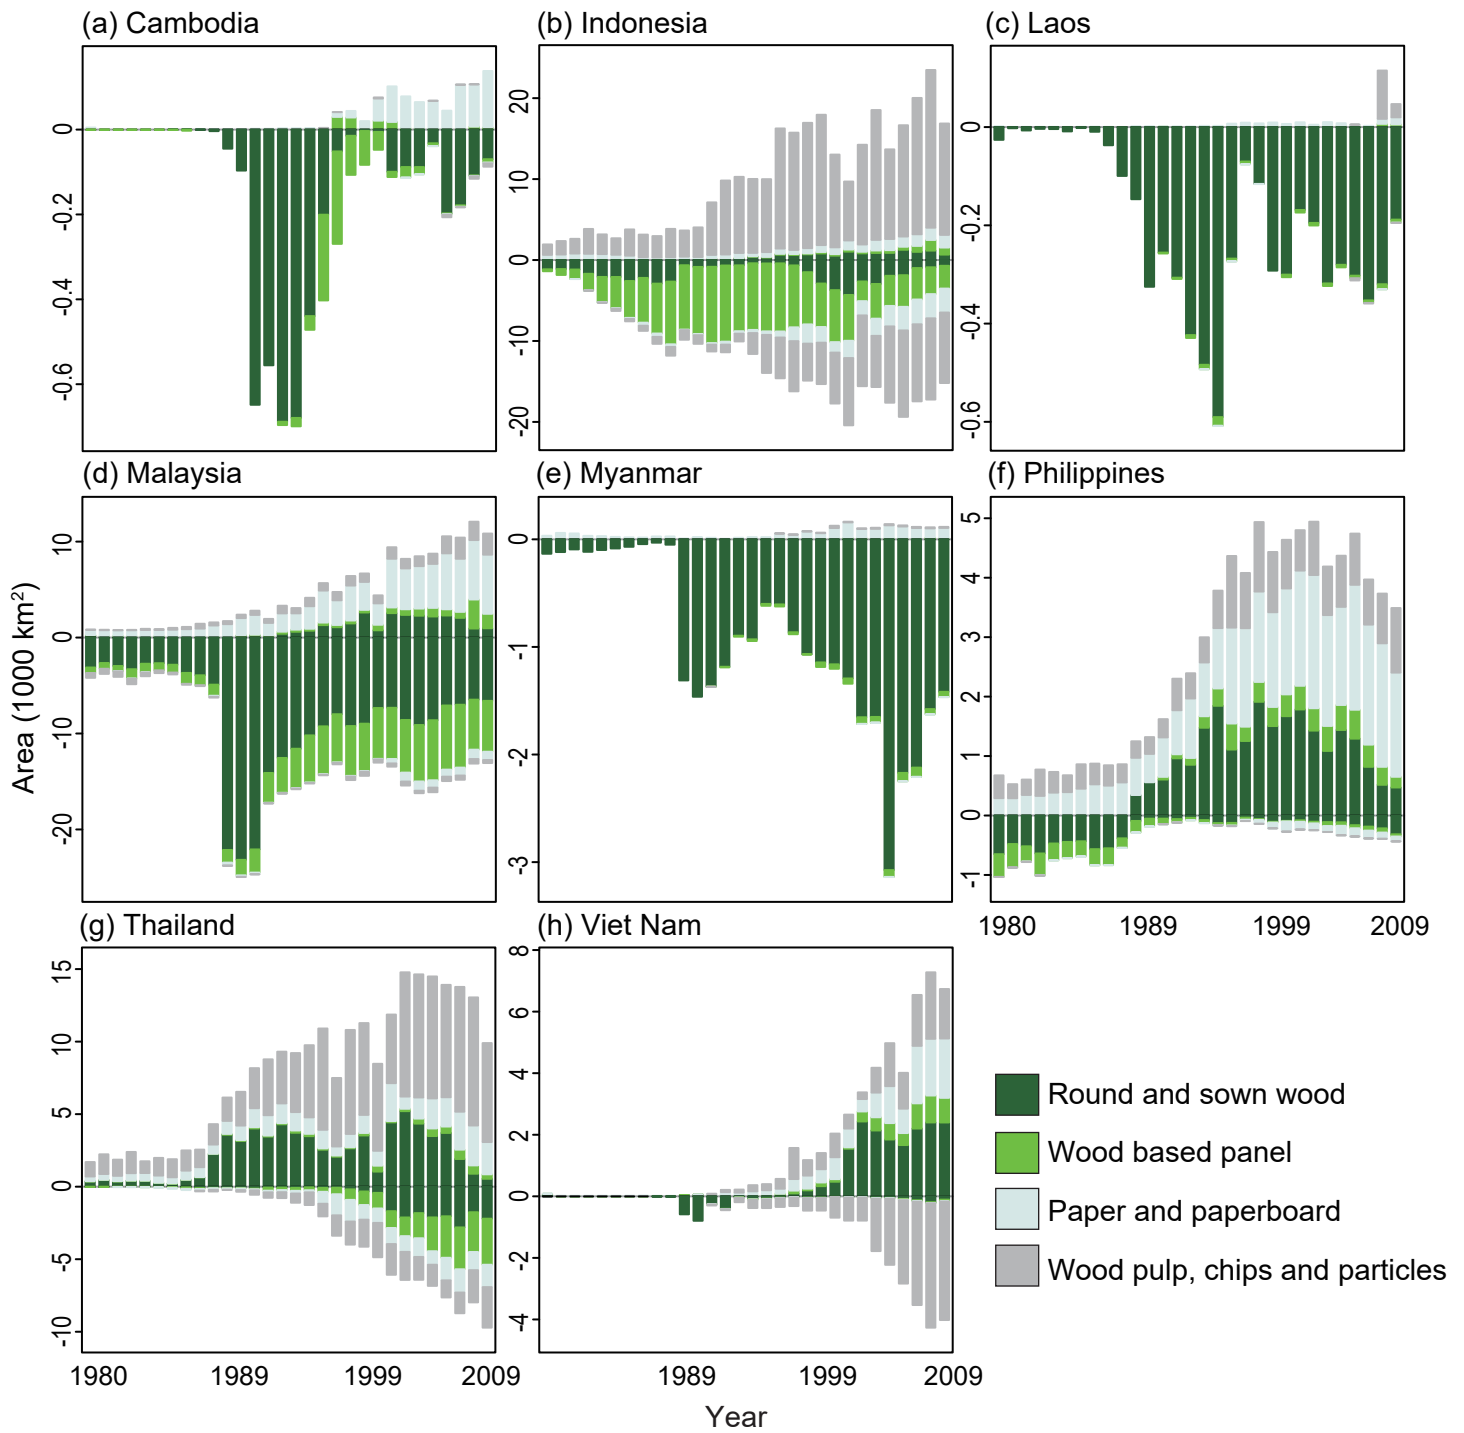 (a) Cambodia
(b) Indonesia
(c) Laos
0
-0.2
-0.4
-0.6
20
10
0
-10
-20
0
-0.2
-0.4
-0.6
(d) Malaysia
(e) Myanmar
(f) Philippines
Area (1000 km²)
10
0
-10
-20
0
-1
-2
-3
5
4
3
2
1
0
-1
1980 1989 1999 2009
(g) Thailand
(h) Viet Nam
15
10
5
0
-5
-10
8
6
4
2
0
-2
-4
Round and sown wood
Wood based panel
Paper and paperboard
Wood pulp, chips and particles
1980 1989 1999 2009
1989 1999 2009
Year